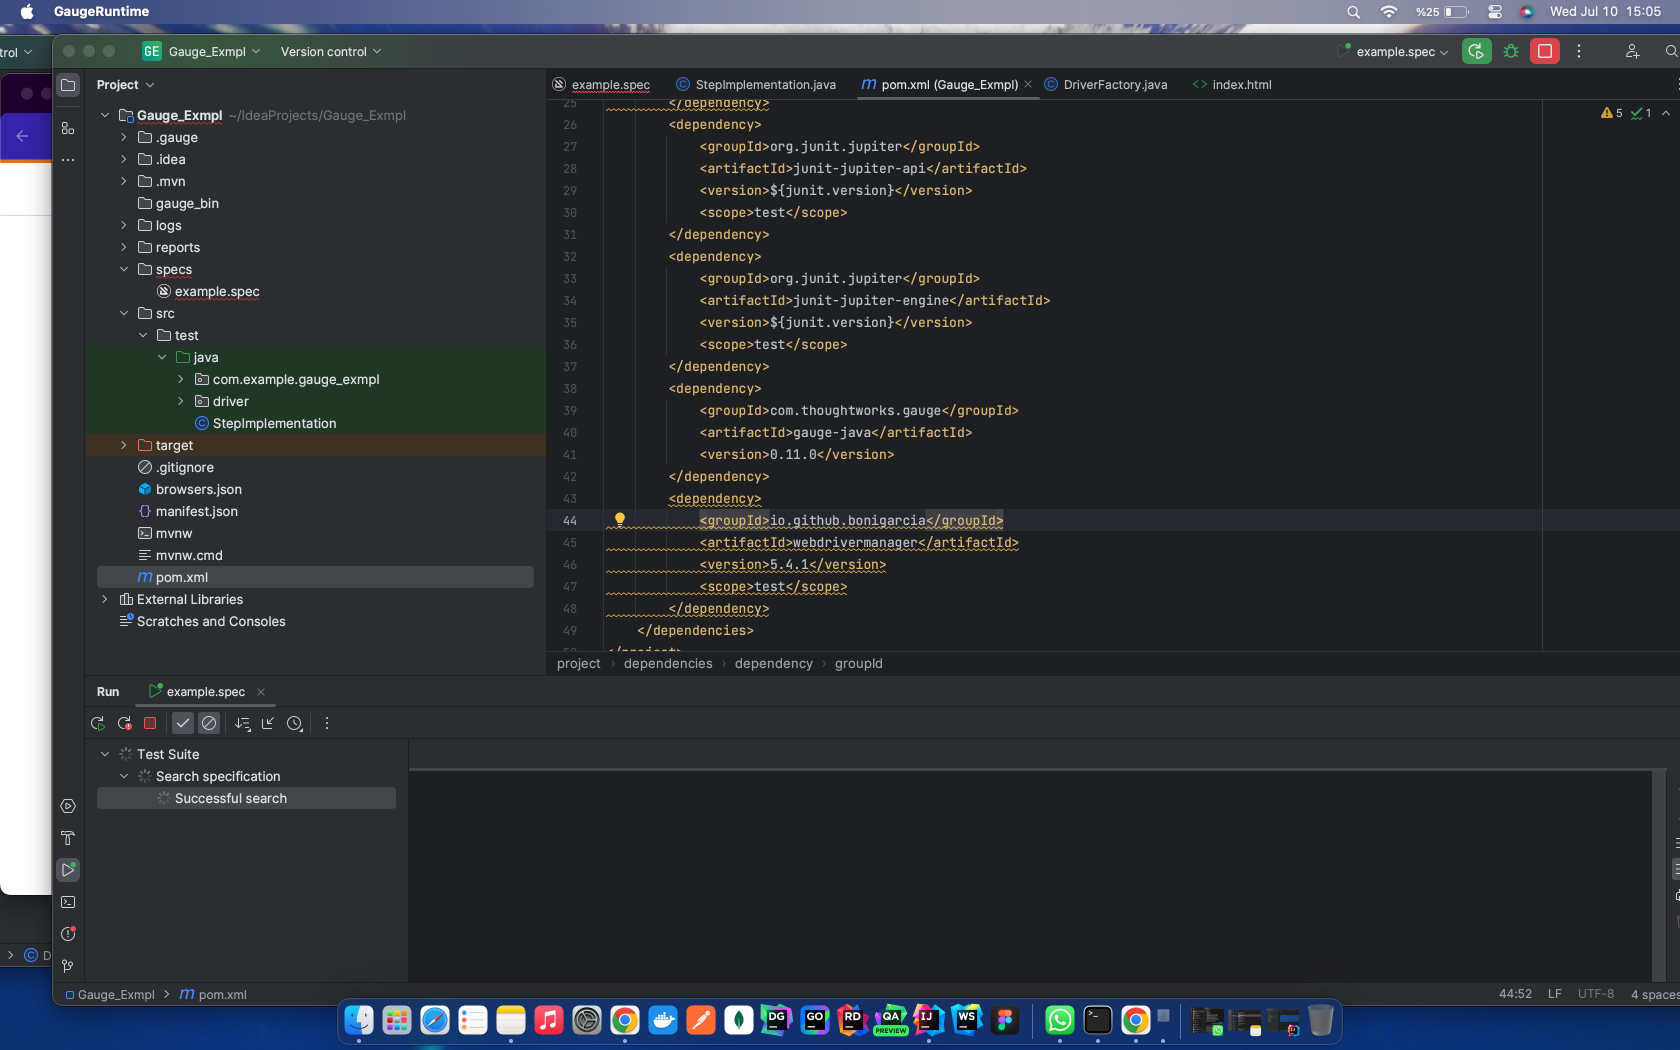 GaugeRuntime
%25
Wed Jul 10 15:05
trol
GE Gauge_Exmpl
Version control
example.spec
Project
example.spec
StepImplementation.java
m pom.xml (Gauge_Exmpl)
DriverFactory.java
index.html
Gauge_Exmpl ~/IdeaProjects/Gauge_Exmpl
.gauge
.idea
.mvn
gauge_bin
logs
reports
specs
example.spec
src
test
java
com.example.gauge_exmpl
driver
StepImplementation
target
.gitignore
browsers.json
manifest.json
mvnw
mvnw.cmd
m pom.xml
External Libraries
Scratches and Consoles
5 1
25 </dependency>
26 <dependency>
27 <groupId>org.junit.jupiter</groupId>
28 <artifactId>junit-jupiter-api</artifactId>
29 <version>${junit.version}</version>
30 <scope>test</scope>
31 </dependency>
32 <dependency>
33 <groupId>org.junit.jupiter</groupId>
34 <artifactId>junit-jupiter-engine</artifactId>
35 <version>${junit.version}</version>
36 <scope>test</scope>
37 </dependency>
38 <dependency>
39 <groupId>com.thoughtworks.gauge</groupId>
40 <artifactId>gauge-java</artifactId>
41 <version>0.11.0</version>
42 </dependency>
43 <dependency>
44 <groupId>io.github.bonigarcia</groupId>
45 <artifactId>webdrivermanager</artifactId>
46 <version>5.4.1</version>
47 <scope>test</scope>
48 </dependency>
49 </dependencies>
50 </project>
project > dependencies > dependency > groupId
Run
example.spec
Test Suite
Search specification
Successful search
D
Gauge_Exmpl > m pom.xml
44:52 LF UTF-8 4 spaces
DG
GO
RD
QA
PREVIEW
IJ
WS